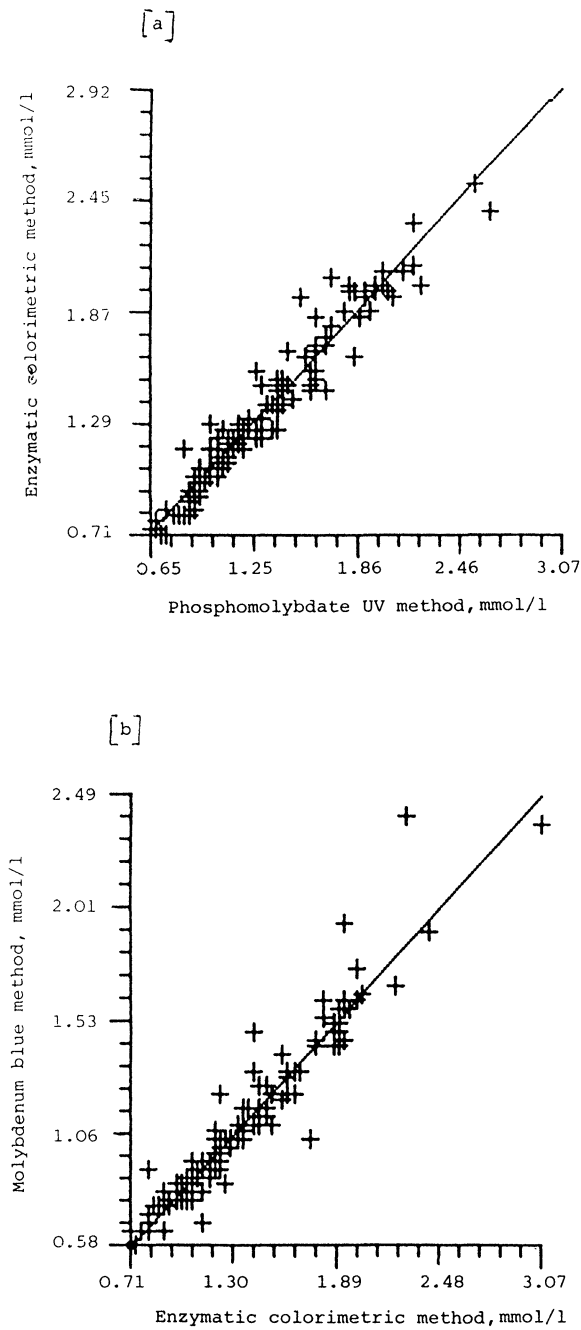 [a]
2.92
2.45
1.87
1.29
0.71
Enzymatic colorimetric method, mmol/l
0.65 1.25 1.86 2.46 3.07
Phosphomolybdate UV method, mmol/l
[b]
2.49
2.01
1.53
1.06
0.58
Molybdenum blue method, mmol/l
0.71 1.30 1.89 2.48 3.07
Enzymatic colorimetric method, mmol/l